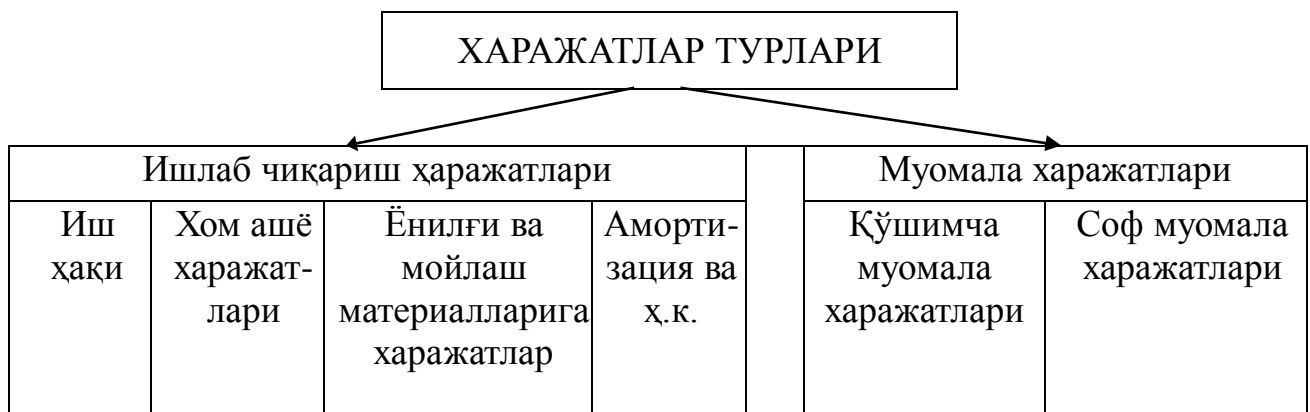 ХАРАЖАТЛАР ТУРЛАРИ
Ишлаб чиқариш ҳаражатлари
Муомала харажатлари
Иш
ҳақи
Хом ашё
харажат-
лари
Ёнилғи ва
мойлаш
материалларига
харажатлар
Аморти-
зация ва
ҳ.к.
Қўшимча
муомала
харажатлари
Соф муомала
харажатлари